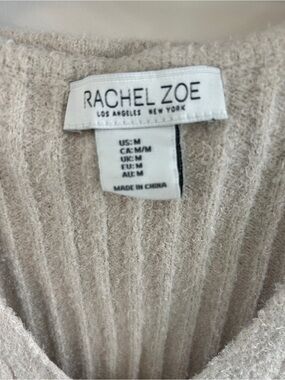 RACHEL ZOE
LOS ANGELES NEW YORK
US: M
CA: M/M
UK: M
EU: M
AU: M
MADE IN CHINA